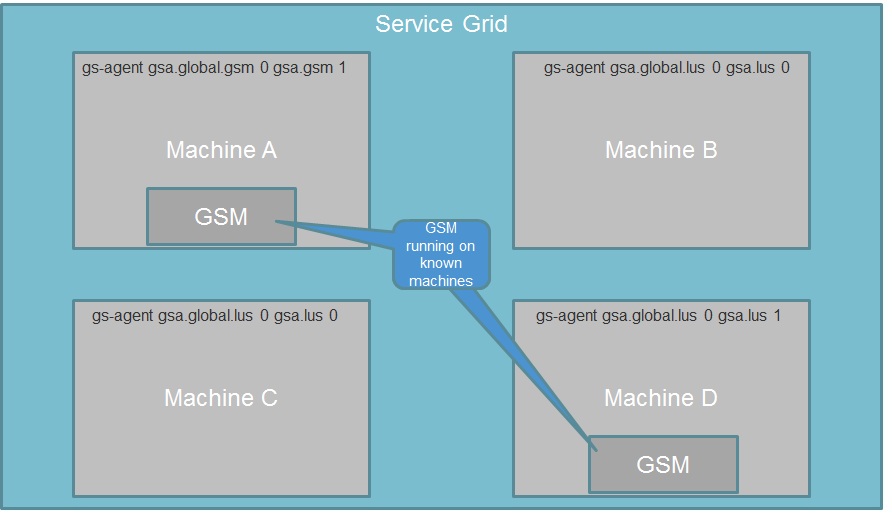 Service Grid
gs-agent gsa.global.gsm 0 gsa.gsm 1
Machine A
GSM
gs-agent gsa.global.lus 0 gsa.lus 0
Machine B
GSM
running on
known
machines
gs-agent gsa.global.lus 0 gsa.lus 0
Machine C
gs-agent gsa.global.lus 0 gsa.lus 1
Machine D
GSM